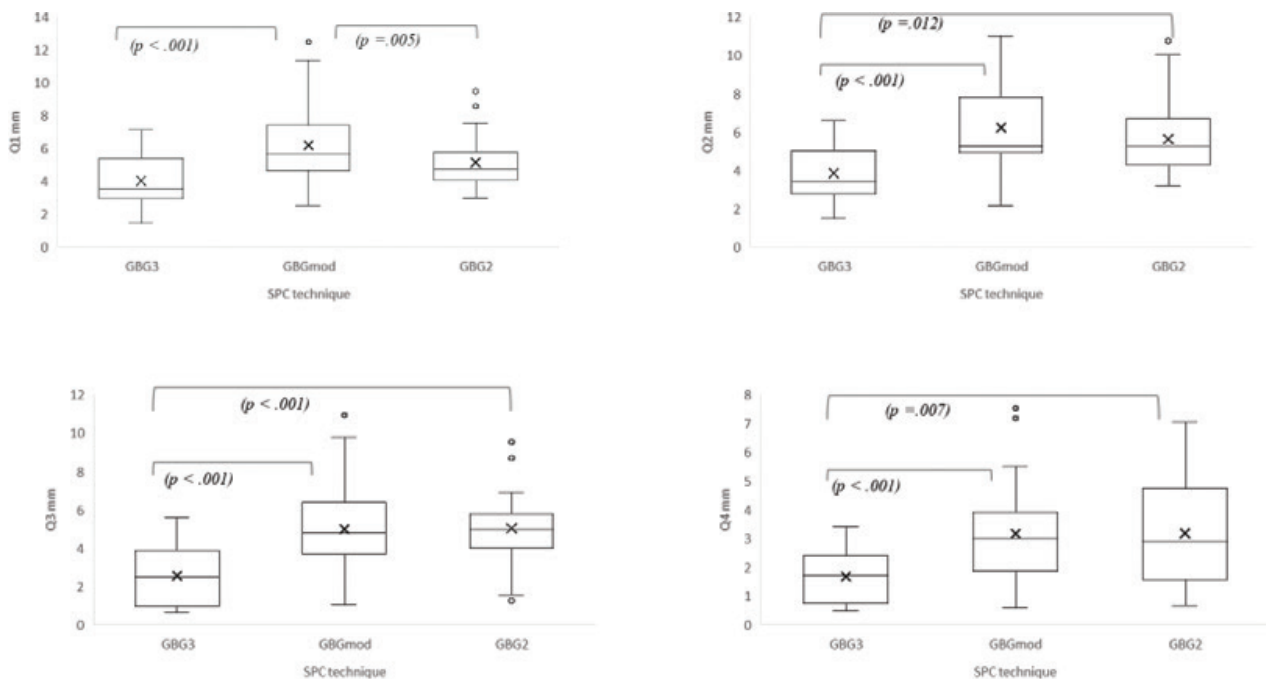 14
12
10
8
6
4
2
0
Q1 mm
(p < .001)
(p =.005)
GBG3 GBGmod GBG2
SPC technique
12
10
8
6
4
2
0
Q2 mm
(p =.012)
(p < .001)
GBG3 GBGmod GBG2
SPC technique
12
10
8
6
4
2
0
Q3 mm
(p < .001)
(p < .001)
GBG3 GBGmod GBG2
SPC technique
8
7
6
5
4
3
2
1
0
Q4 mm
(p =.007)
(p < .001)
GBG3 GBGmod GBG2
SPC technique